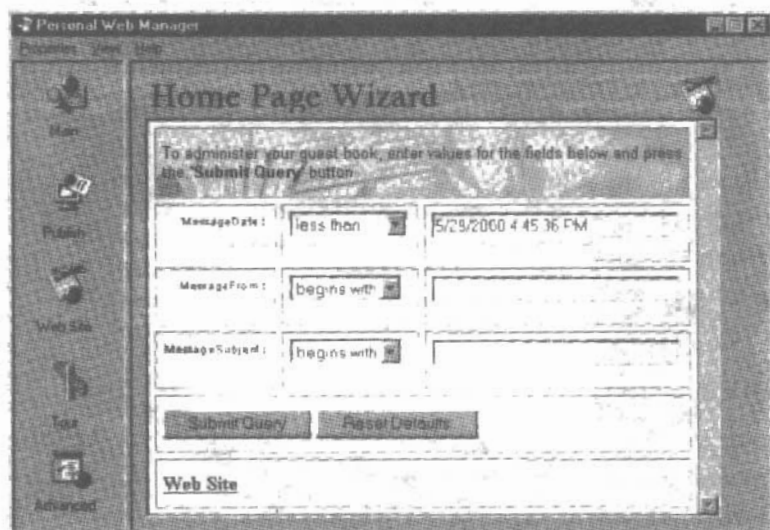 Personal Web Manager
Properties View Help
Main
Publish
Web Site
Tour
Advanced
Home Page Wizard
To administer your guest book, enter values for the fields below and press
the "Submit Query" button
MessageDate: less than 5/29/2000 4:45:36 PM
MessageFrom: begins with
MessageSubject: begins with
Submit Query Reset Defaults
Web Site